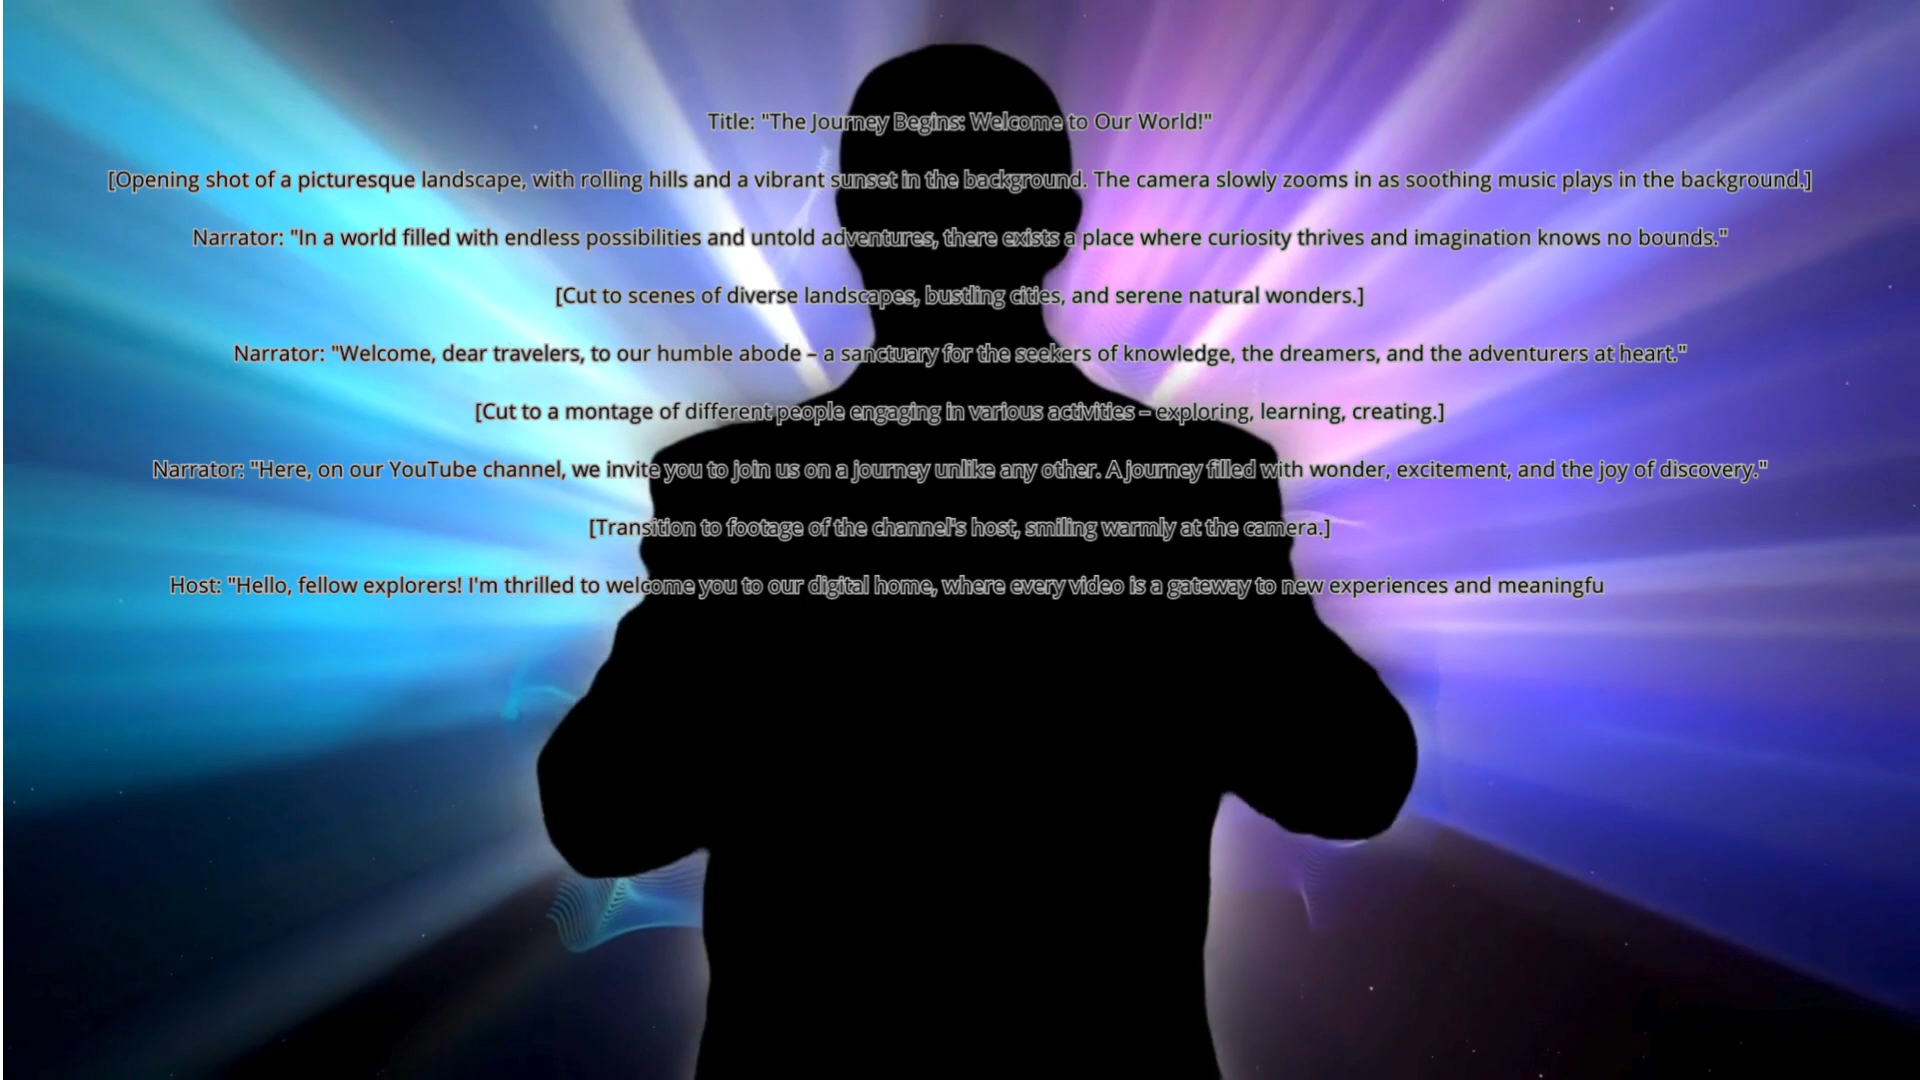 Title: "The Journey Begins: Welcome to Our World!"
[Opening shot of a picturesque landscape, with rolling hills and a vibrant sunset in the background. The camera slowly zooms in as soothing music plays in the background.]
Narrator: "In a world filled with endless possibilities and untold adventures, there exists a place where curiosity thrives and imagination knows no bounds."
[Cut to scenes of diverse landscapes, bustling cities, and serene natural wonders.]
Narrator: "Welcome, dear travelers, to our humble abode – a sanctuary for the seekers of knowledge, the dreamers, and the adventurers at heart."
[Cut to a montage of different people engaging in various activities – exploring, learning, creating.]
Narrator: "Here, on our YouTube channel, we invite you to join us on a journey unlike any other. A journey filled with wonder, excitement, and the joy of discovery."
[Transition to footage of the channel's host, smiling warmly at the camera.]
Host: "Hello, fellow explorers! I'm thrilled to welcome you to our digital home, where every video is a gateway to new experiences and meaningfu